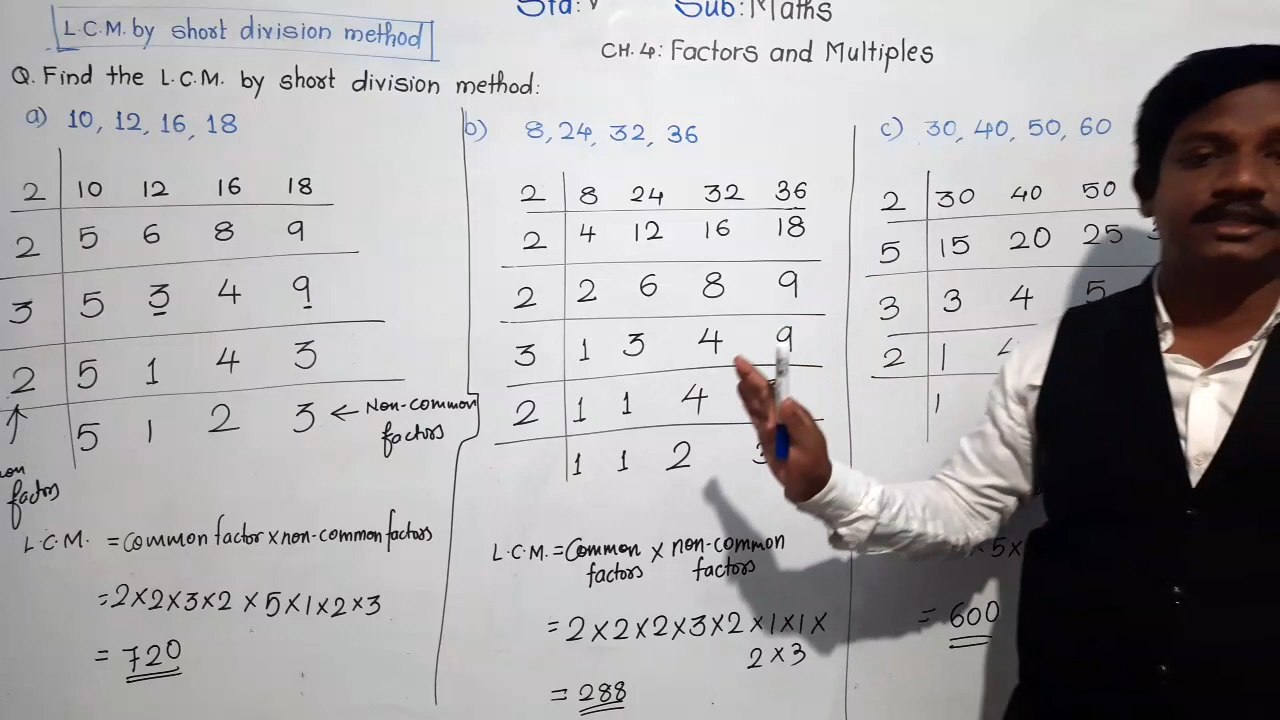 Std: V Sub: Maths
L.C.M. by short division method
CH. 4: Factors and Multiples
Q. Find the L.C.M. by short division method:
a) 10, 12, 16, 18
2 10 12 16 18
2 5 6 8 9
3 5 3 4 9
2 5 1 4 3
5 1 2 3 ← Non-common
factors
factors
L.C.M. = Common factor x non-common factors
= 2 × 2 × 3 × 2 × 5 × 1 × 2 × 3
= 720
b) 8, 24, 32, 36
2 8 24 32 36
2 4 12 16 18
2 2 6 8 9
3 1 3 4 9
2 1 1 4
1 1 2 3
L.C.M. = Common x non-common
factors factors
= 2 × 2 × 2 × 3 × 2 × 1 × 1 ×
2 × 3
= 288
c) 30, 40, 50, 60
2 30 40 50
5 15 20 25
3 3 4 5
2 1 4
1
× 5 ×
= 600